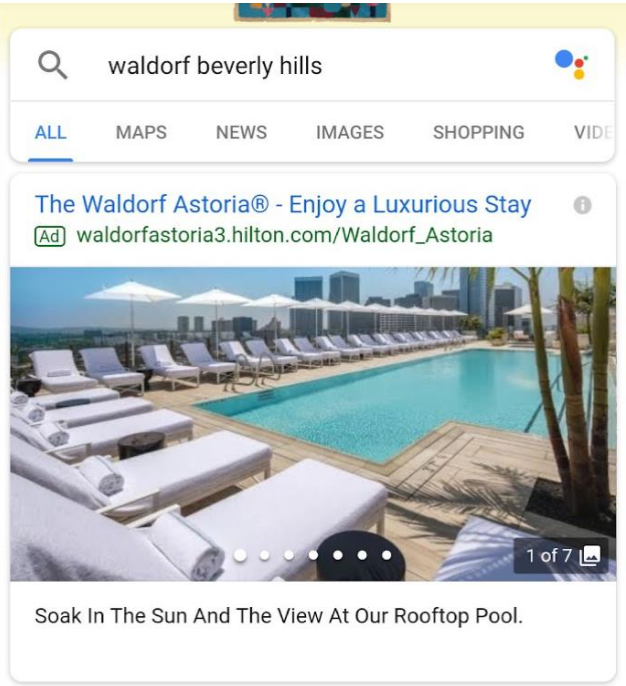 waldorf beverly hills
ALL MAPS NEWS IMAGES SHOPPING VIDE
The Waldorf Astoria® - Enjoy a Luxurious Stay
Ad waldorfastoria3.hilton.com/Waldorf_Astoria
1 of 7
Soak In The Sun And The View At Our Rooftop Pool.